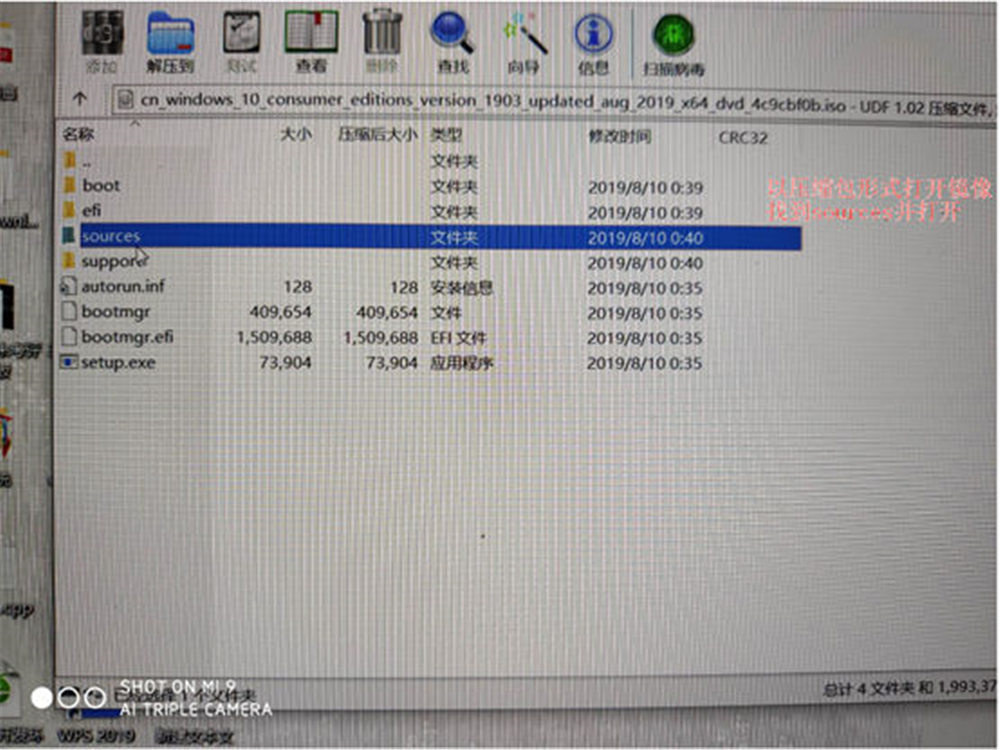 添加 解压到 测试 查看 删除 查找 向导 信息 扫描病毒
cn_windows_10_consumer_editions_version_1903_updated_aug_2019_x64_dvd_4c9cbf0b.iso - UDF 1.02 压缩文件,
名称 大小 压缩后大小 类型 修改时间 CRC32
.. 文件夹
boot 文件夹 2019/8/10 0:39
efi 文件夹 2019/8/10 0:39
sources 文件夹 2019/8/10 0:40
support 文件夹 2019/8/10 0:40
autorun.inf 128 128 安装信息 2019/8/10 0:35
bootmgr 409,654 409,654 文件 2019/8/10 0:35
bootmgr.efi 1,509,688 1,509,688 EFI 文件 2019/8/10 0:35
setup.exe 73,904 73,904 应用程序 2019/8/10 0:35
以压缩包形式打开镜像
找到sources并打开
已经选择 1 个文件夹
总计 4 文件夹 和 1,993,37
SHOT ON MI 9
AI TRIPLE CAMERA
WPS 2019